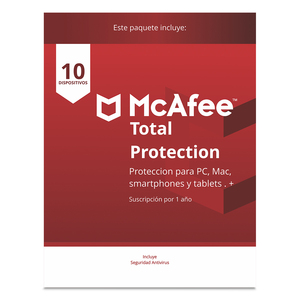 Este paquete incluye:
10
DISPOSITIVOS
McAfee™
Total
Protection
Proteccion para PC, Mac,
smartphones y tablets , +
Suscripción por 1 año
Incluye
Seguridad Antivirus